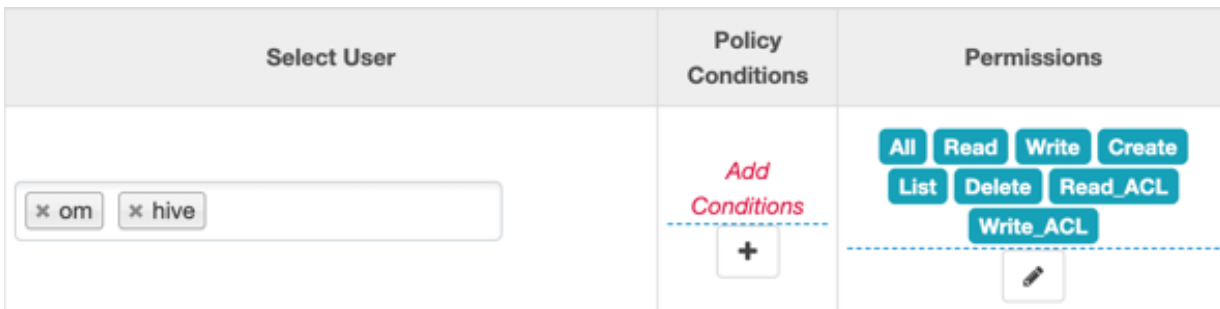 Select User
Policy
Conditions
Permissions
× om × hive
Add
Conditions
+
All Read Write Create
List Delete Read_ACL
Write_ACL